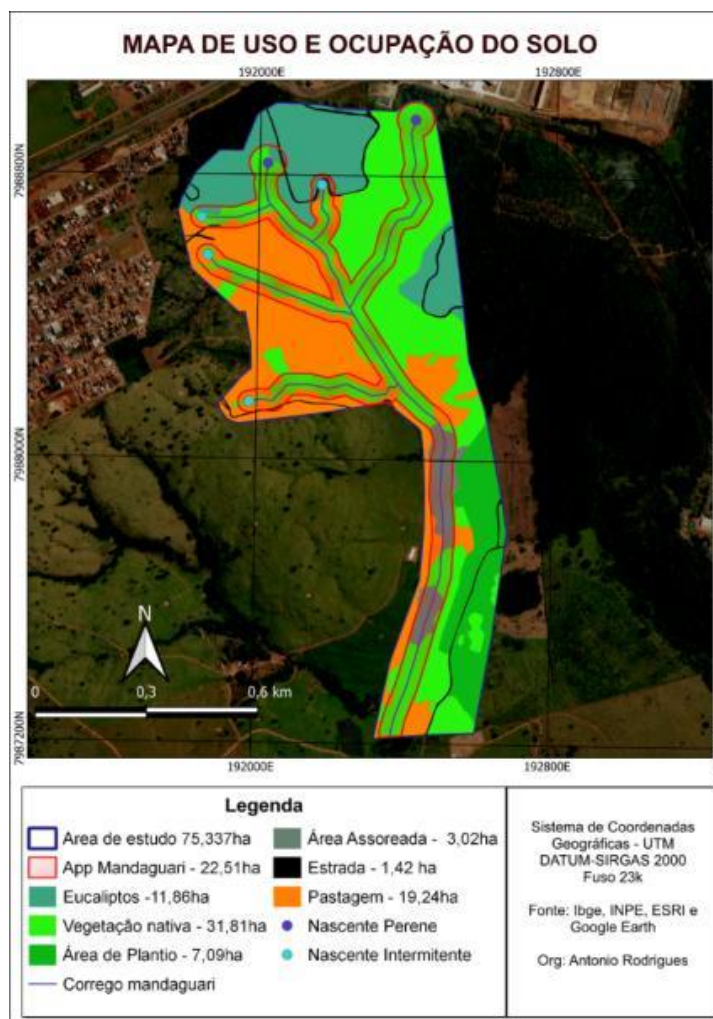 MAPA DE USO E OCUPAÇÃO DO SOLO
192000E
192800E
7988800N
7988000N
7987200N
N
0
0,3
0,6 km
192000E
192800E
Legenda
Area de estudo 75,337ha
App Mandaguari - 22,51ha
Eucaliptos -11,86ha
Vegetação nativa - 31,81ha
Área de Plantio - 7,09ha
Corrego mandaguari
Área Assoreada - 3,02ha
Estrada - 1,42 ha
Pastagem - 19,24ha
Nascente Perene
Nascente Intermitente
Sistema de Coordenadas
Geográficas - UTM
DATUM-SIRGAS 2000
Fuso 23k
Fonte: Ibge, INPE, ESRI e
Google Earth
Org: Antonio Rodrigues